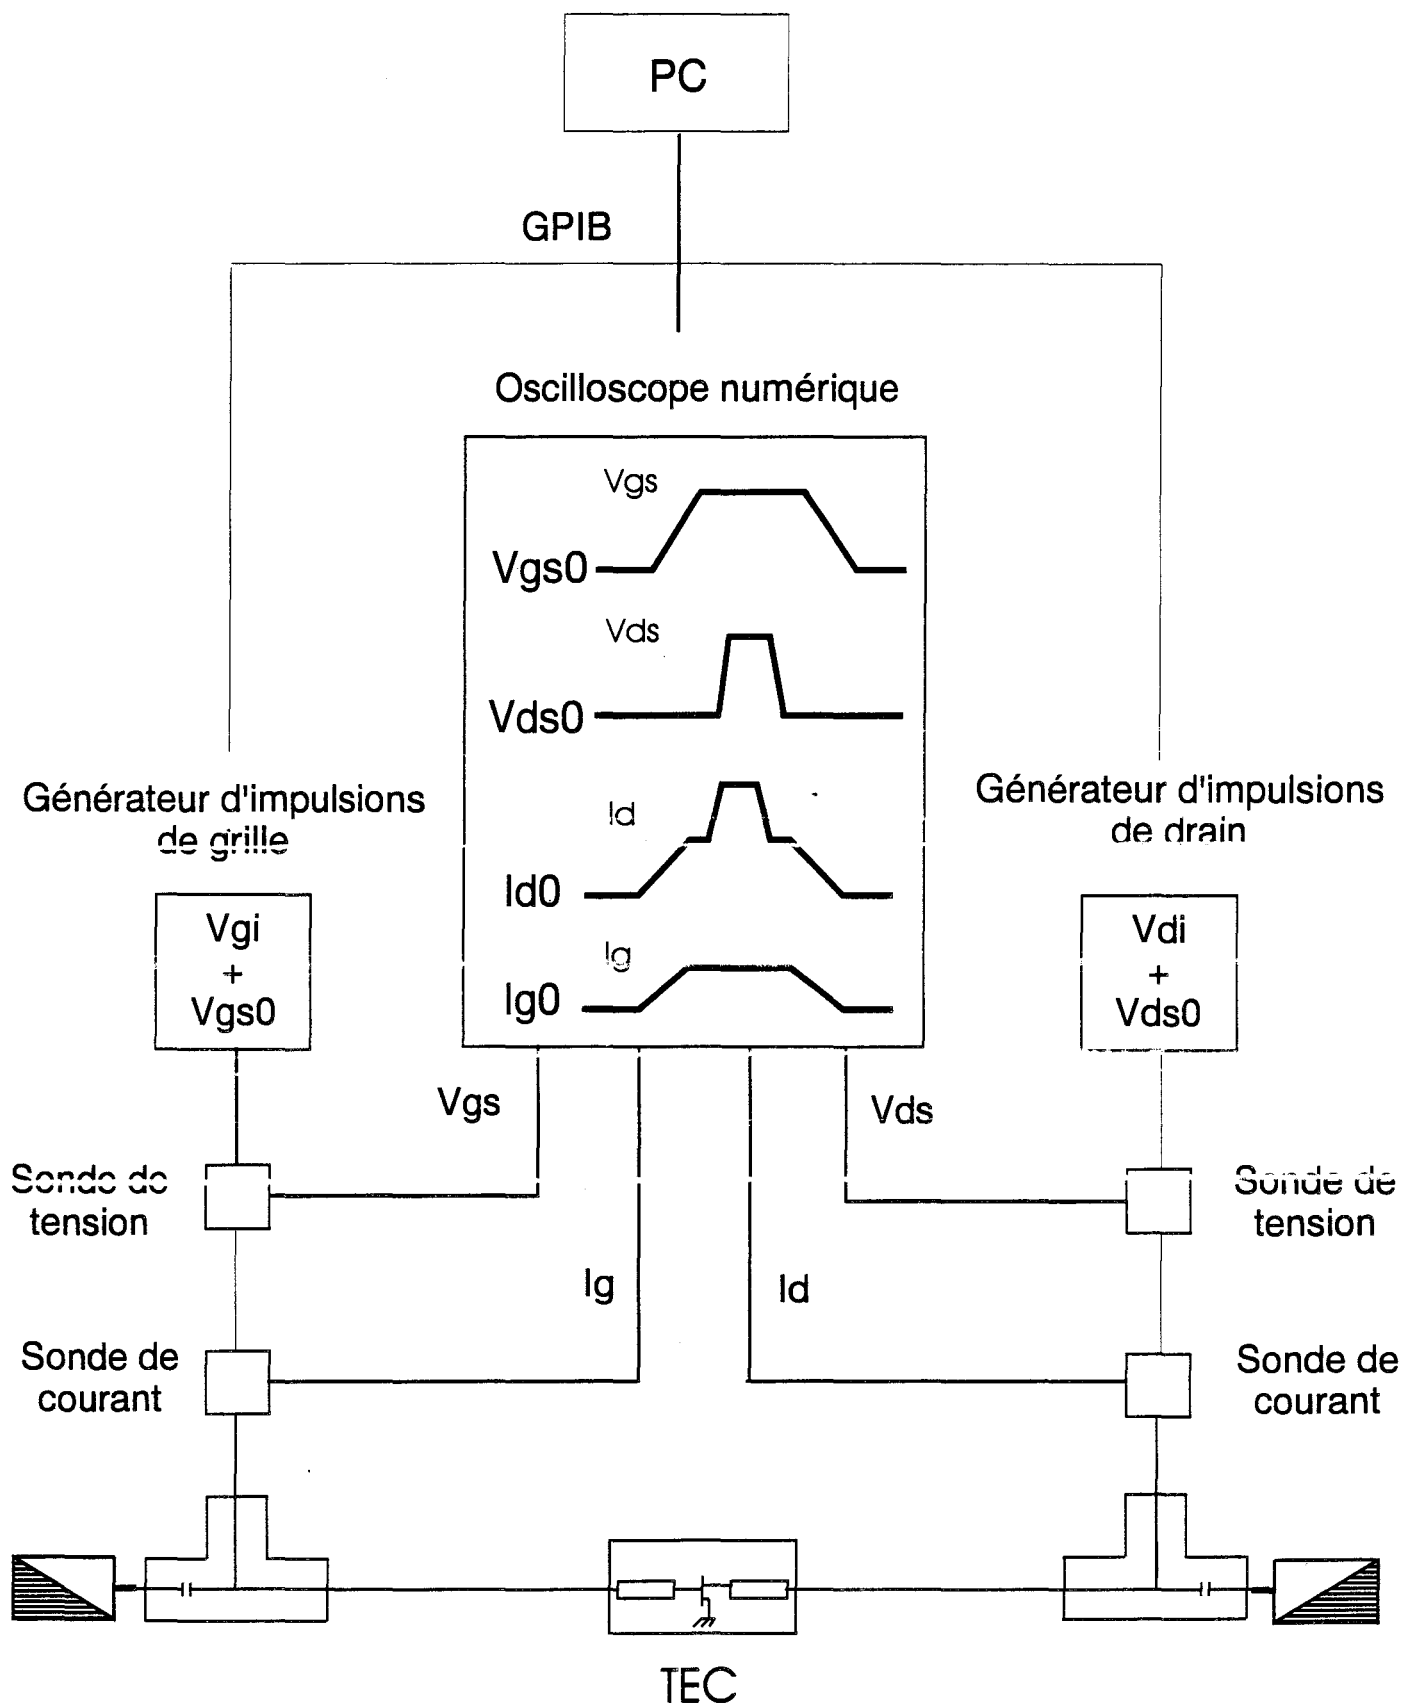 PC
GPIB
Oscilloscope numérique
Vgs
Vgs0
Vds
Vds0
Id
Id0
Ig
Ig0
Générateur d'impulsions
de grille
Vgi
+
Vgs0
Générateur d'impulsions
de drain
Vdi
+
Vds0
Vgs
Vds
Sonde de
tension
Sonde de
tension
Ig
Id
Sonde de
courant
Sonde de
courant
TEC